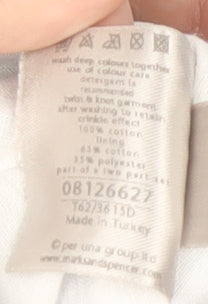 wash deep colours together
use of colour care
detergent is
recommended
twist & knot garment
after washing to retain
crinkle effect
100% cotton
lining
65% cotton
35% polyester
part of a two part set
08126627
T62/3615D
Made in Turkey
© per una group ltd
www.marksandspencer.com